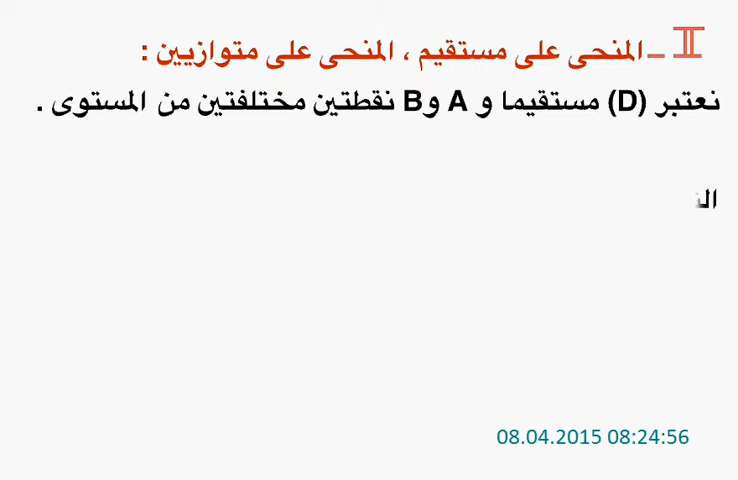 II – المنحى على مستقيم ، المنحى على متوازيين :
نعتبر (D) مستقيما و A وB نقطتين مختلفتين من المستوى .
08.04.2015 08:24:56